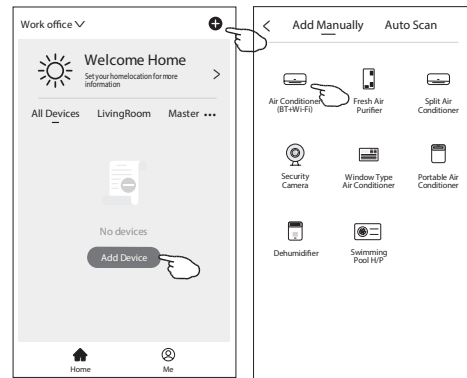 Work office
Welcome Home
Set your home location for more
information
All Devices LivingRoom Master •••
No devices
Add Device
Home Me
Add Manually Auto Scan
Air Conditioner
(BT+Wi-Fi)
Fresh Air
Purifier
Split Air
Conditioner
Security
Camera
Window Type
Air Conditioner
Portable Air
Conditioner
Dehumidifier
Swimming
Pool H/P